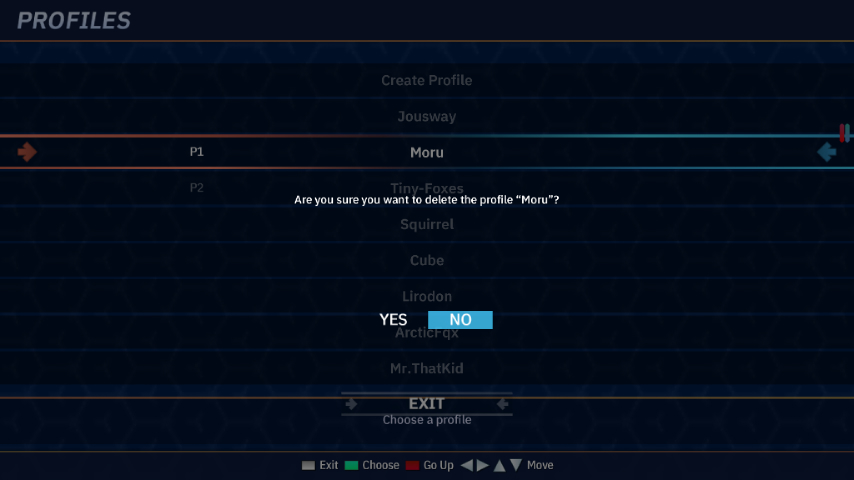 PROFILES
Create Profile
Jousway
P1 Moru
P2 Tiny-Foxes
Are you sure you want to delete the profile “Moru”?
Squirrel
Cube
Lirodon
YES NO
ArcticFqx
Mr.ThatKid
EXIT
Choose a profile
Exit Choose Go Up Move